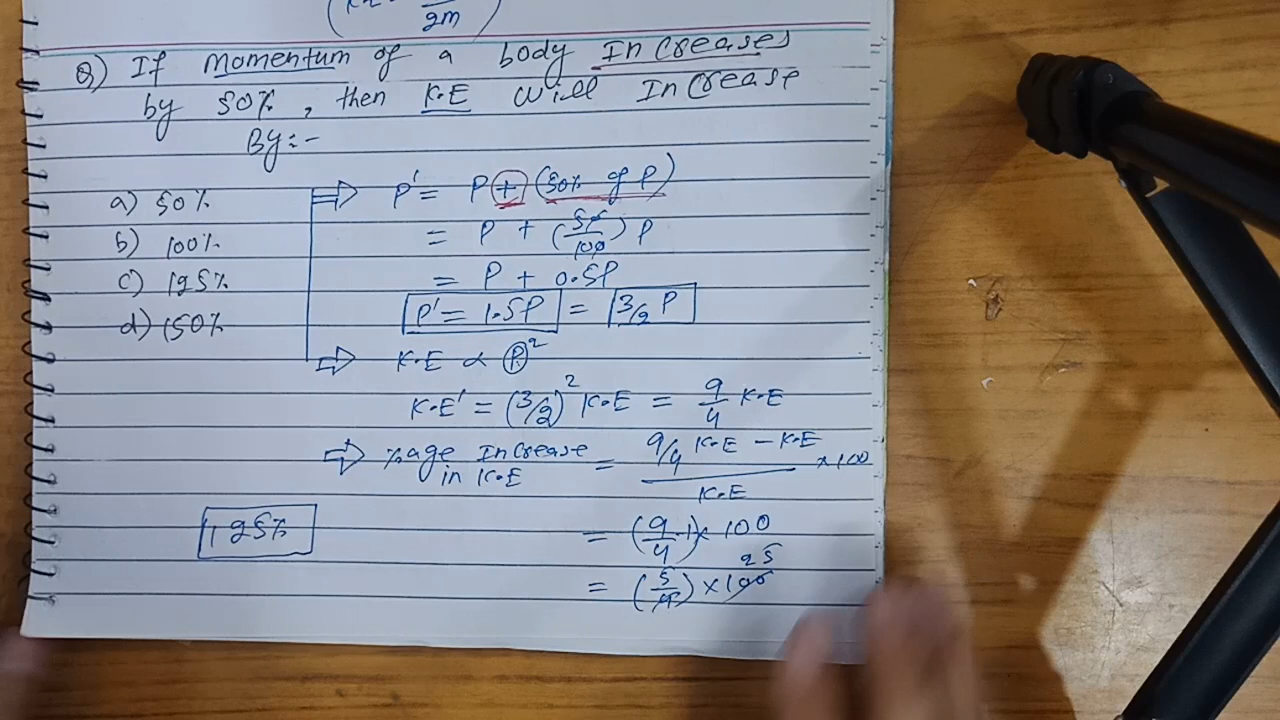 2m
Q) If Momentum of a body Increases
by 50%, then K.E will Increase
By:-
a) 50%
b) 100%
c) 125%
d) 150%
⇒ P' = P + (50% of P)
= P + (50/100) P
= P + 0.5P
P' = 1.5P = 3/2 P
⇒ K.E ∝ P²
K.E' = (3/2)² K.E = 9/4 K.E
⇒ %age Increase in K.E = (9/4 K.E - K.E)/K.E × 100
= (9/4 - 1) × 100
= (5/4) × 100 25
125%